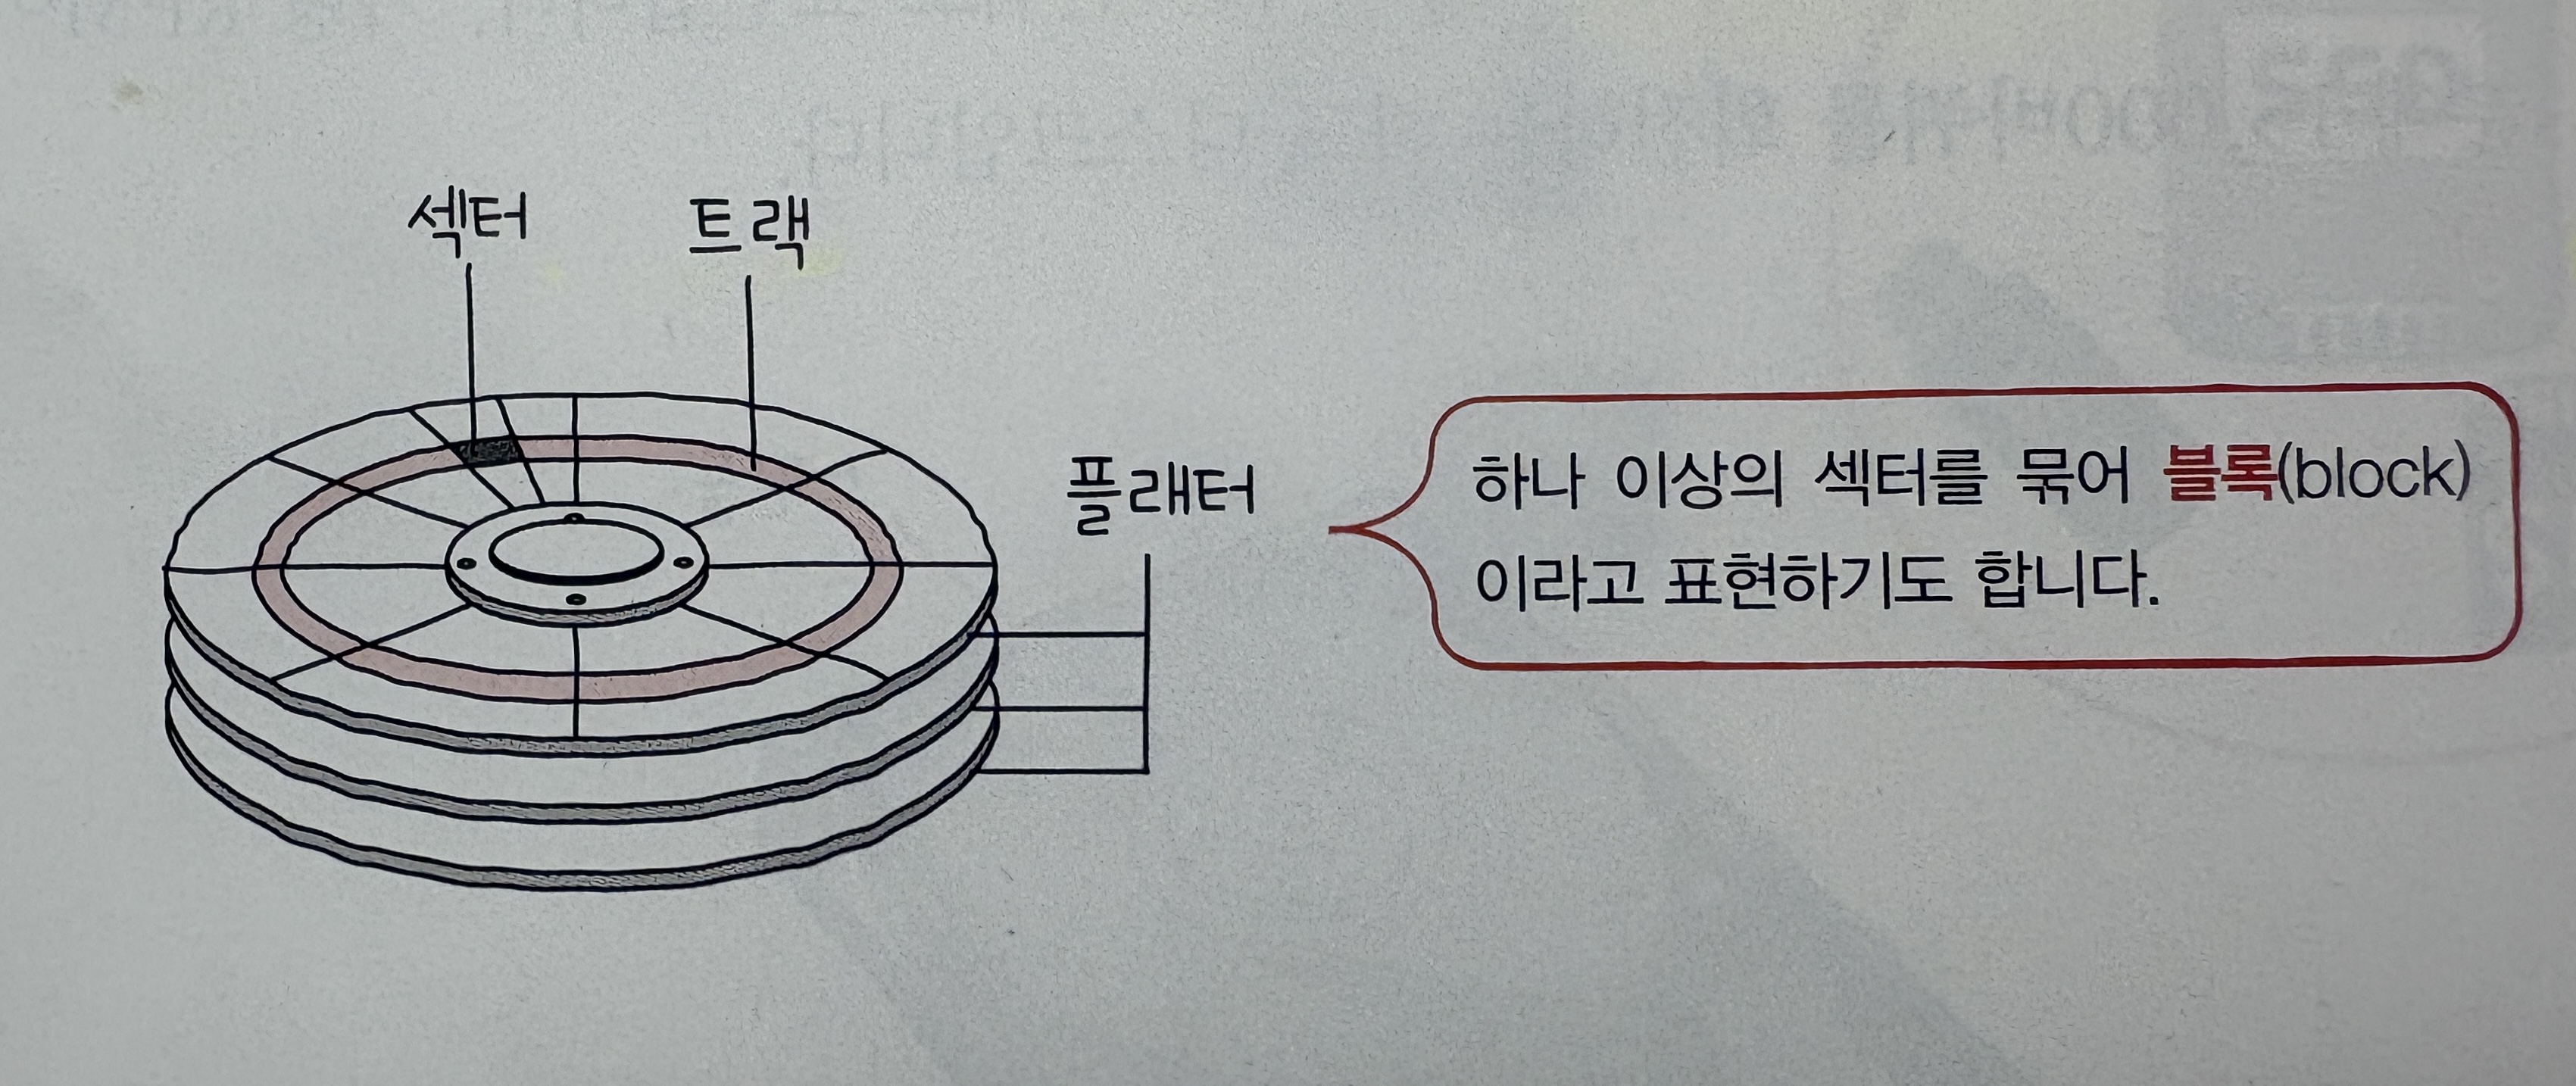 섹터
트랙
플래터
하나 이상의 섹터를 묶어 블록(block)
이라고 표현하기도 합니다.